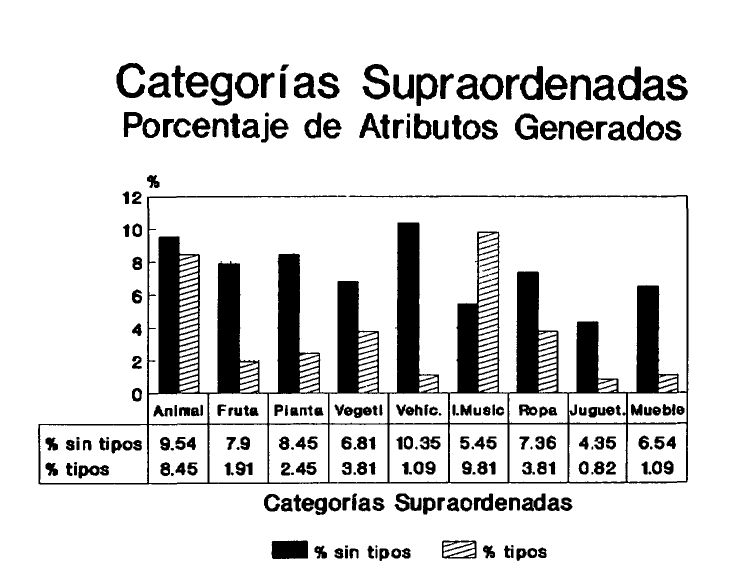 Categorías Supraordenadas
Porcentaje de Atributos Generados
%
12
10
8
6
4
2
0
Animal Fruta Planta Vegetl Vehíc. I.Music Ropa Juguet. Mueble
% sin tipos 9.54 7.9 8.45 6.81 10.35 5.45 7.36 4.35 6.54
% tipos 8.45 1.91 2.45 3.81 1.09 9.81 3.81 0.82 1.09
Categorías Supraordenadas
% sin tipos % tipos